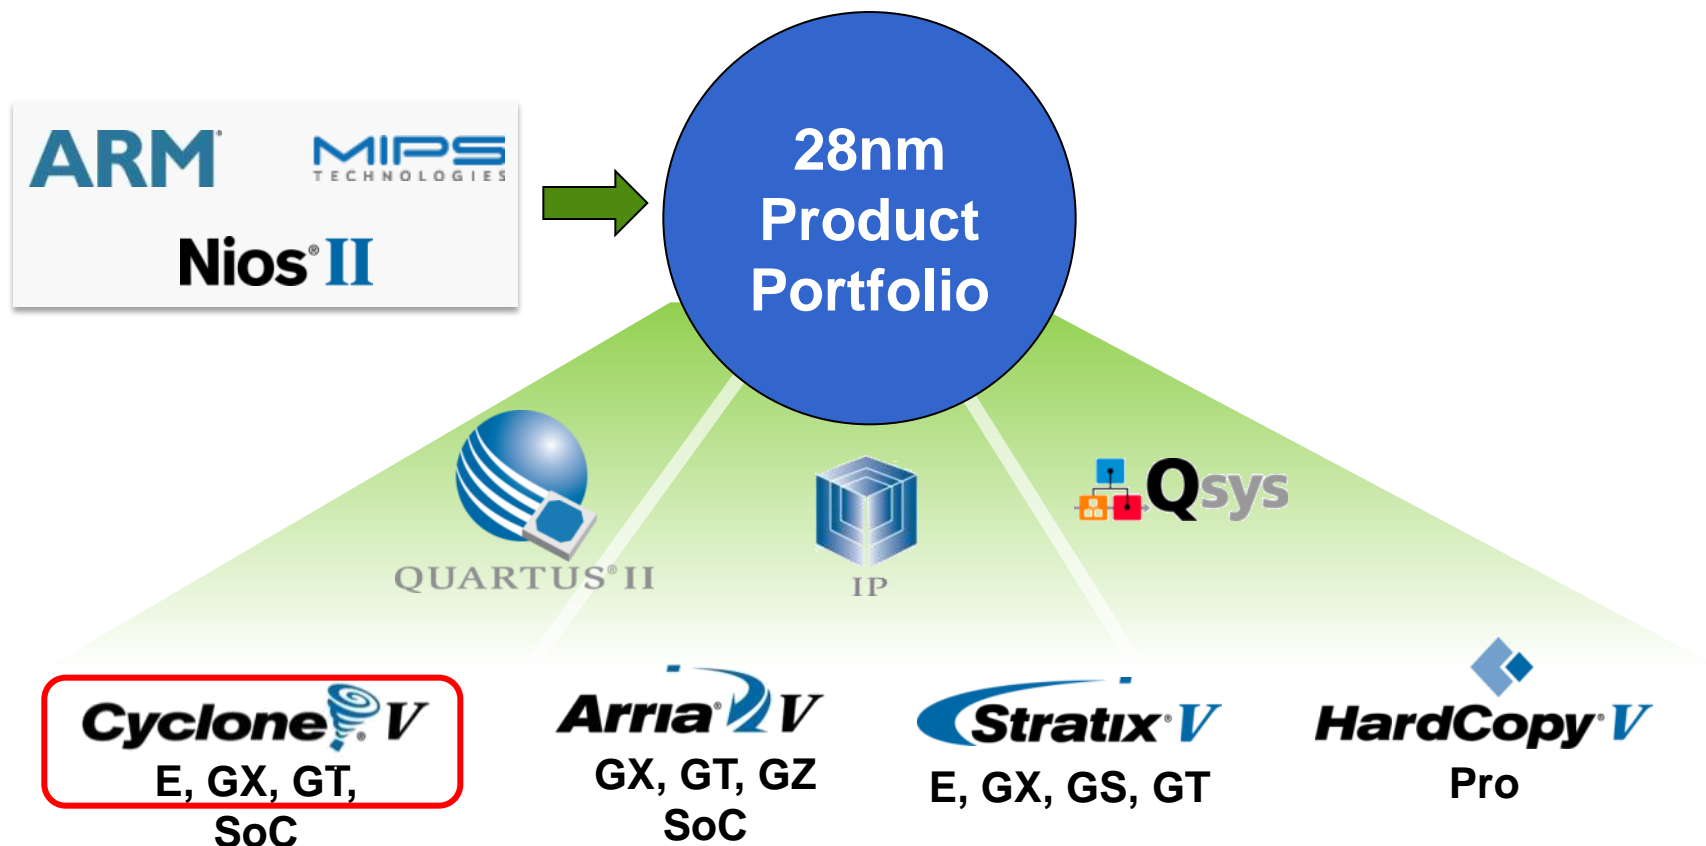 ARM®
MIPS
TECHNOLOGIES
Nios® II
28nm
Product
Portfolio
QUARTUS® II
IP
Qsys
Cyclone® V
E, GX, GT,
SoC
Arria® V
GX, GT, GZ
SoC
Stratix® V
E, GX, GS, GT
HardCopy® V
Pro